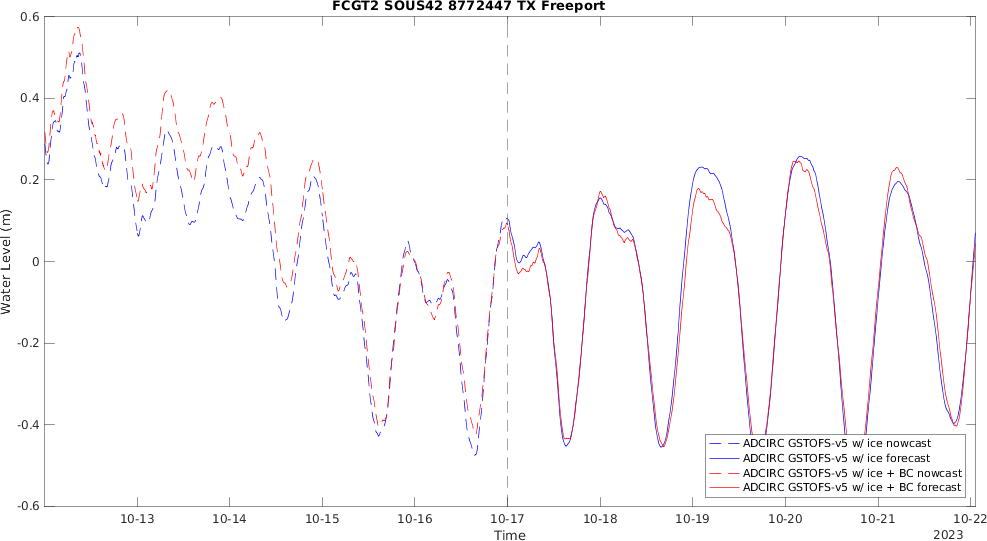 FCGT2 SOUS42 8772447 TX Freeport
0.6
0.4
0.2
0
-0.2
-0.4
-0.6
Water Level (m)
10-13 10-14 10-15 10-16 10-17 10-18 10-19 10-20 10-21 10-22
Time
2023
ADCIRC GSTOFS-v5 w/ ice nowcast
ADCIRC GSTOFS-v5 w/ ice forecast
ADCIRC GSTOFS-v5 w/ ice + BC nowcast
ADCIRC GSTOFS-v5 w/ ice + BC forecast